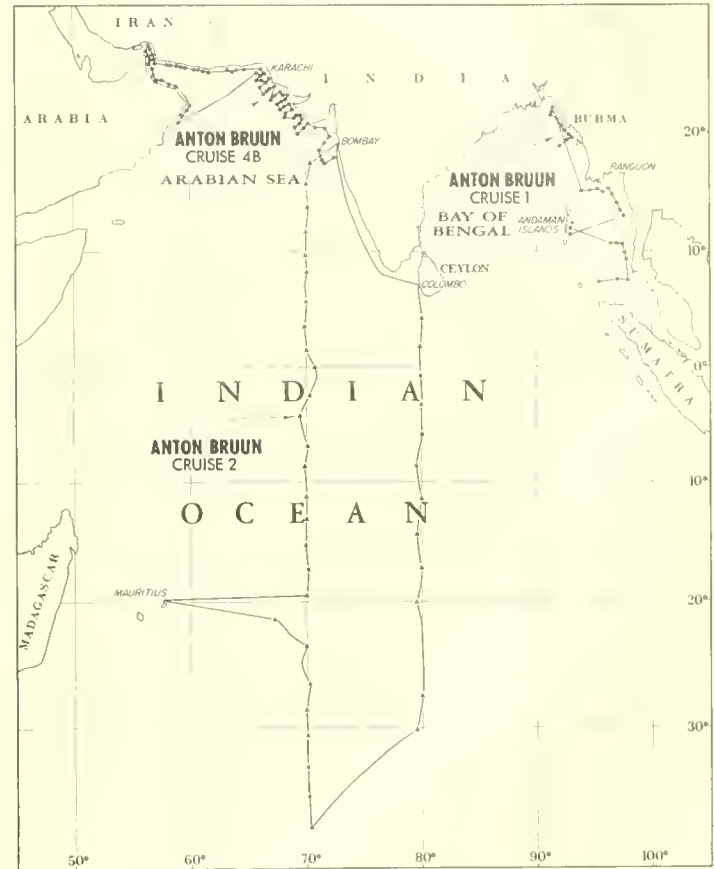 IRAN
KARACHI
INDIA
ARABIA
BURMA
20°
ANTON BRUUN
CRUISE 4B
BOMBAY
RANGOON
ARABIAN SEA
ANTON BRUUN
CRUISE 1
BAY OF
BENGAL
ANDAMAN
ISLANDS
10°
CEYLON
COLOMBO
SUMATRA
0°
INDIAN
ANTON BRUUN
CRUISE 2
10°
OCEAN
MADAGASCAR
MAURITIUS
20°
30°
50°
60°
70°
80°
90°
100°